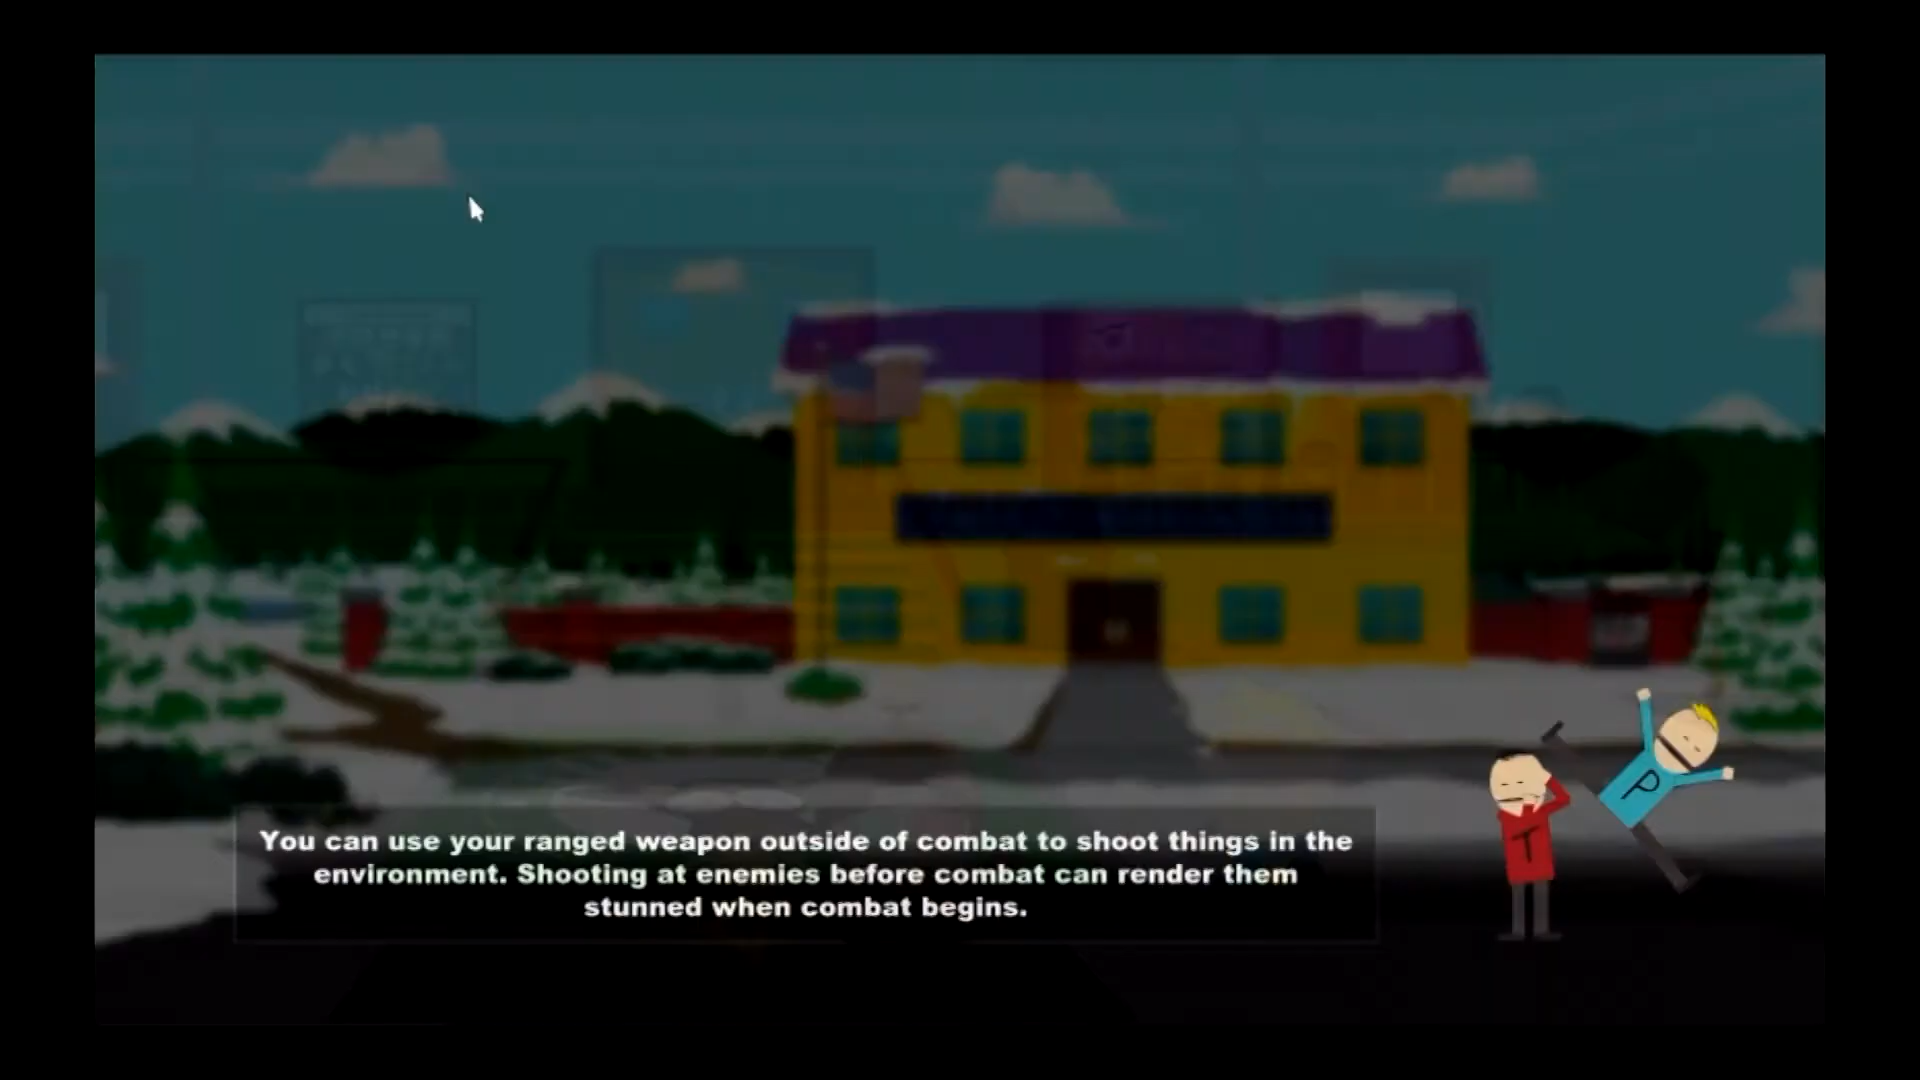 You can use your ranged weapon outside of combat to shoot things in the
environment. Shooting at enemies before combat can render them
stunned when combat begins.
T
P